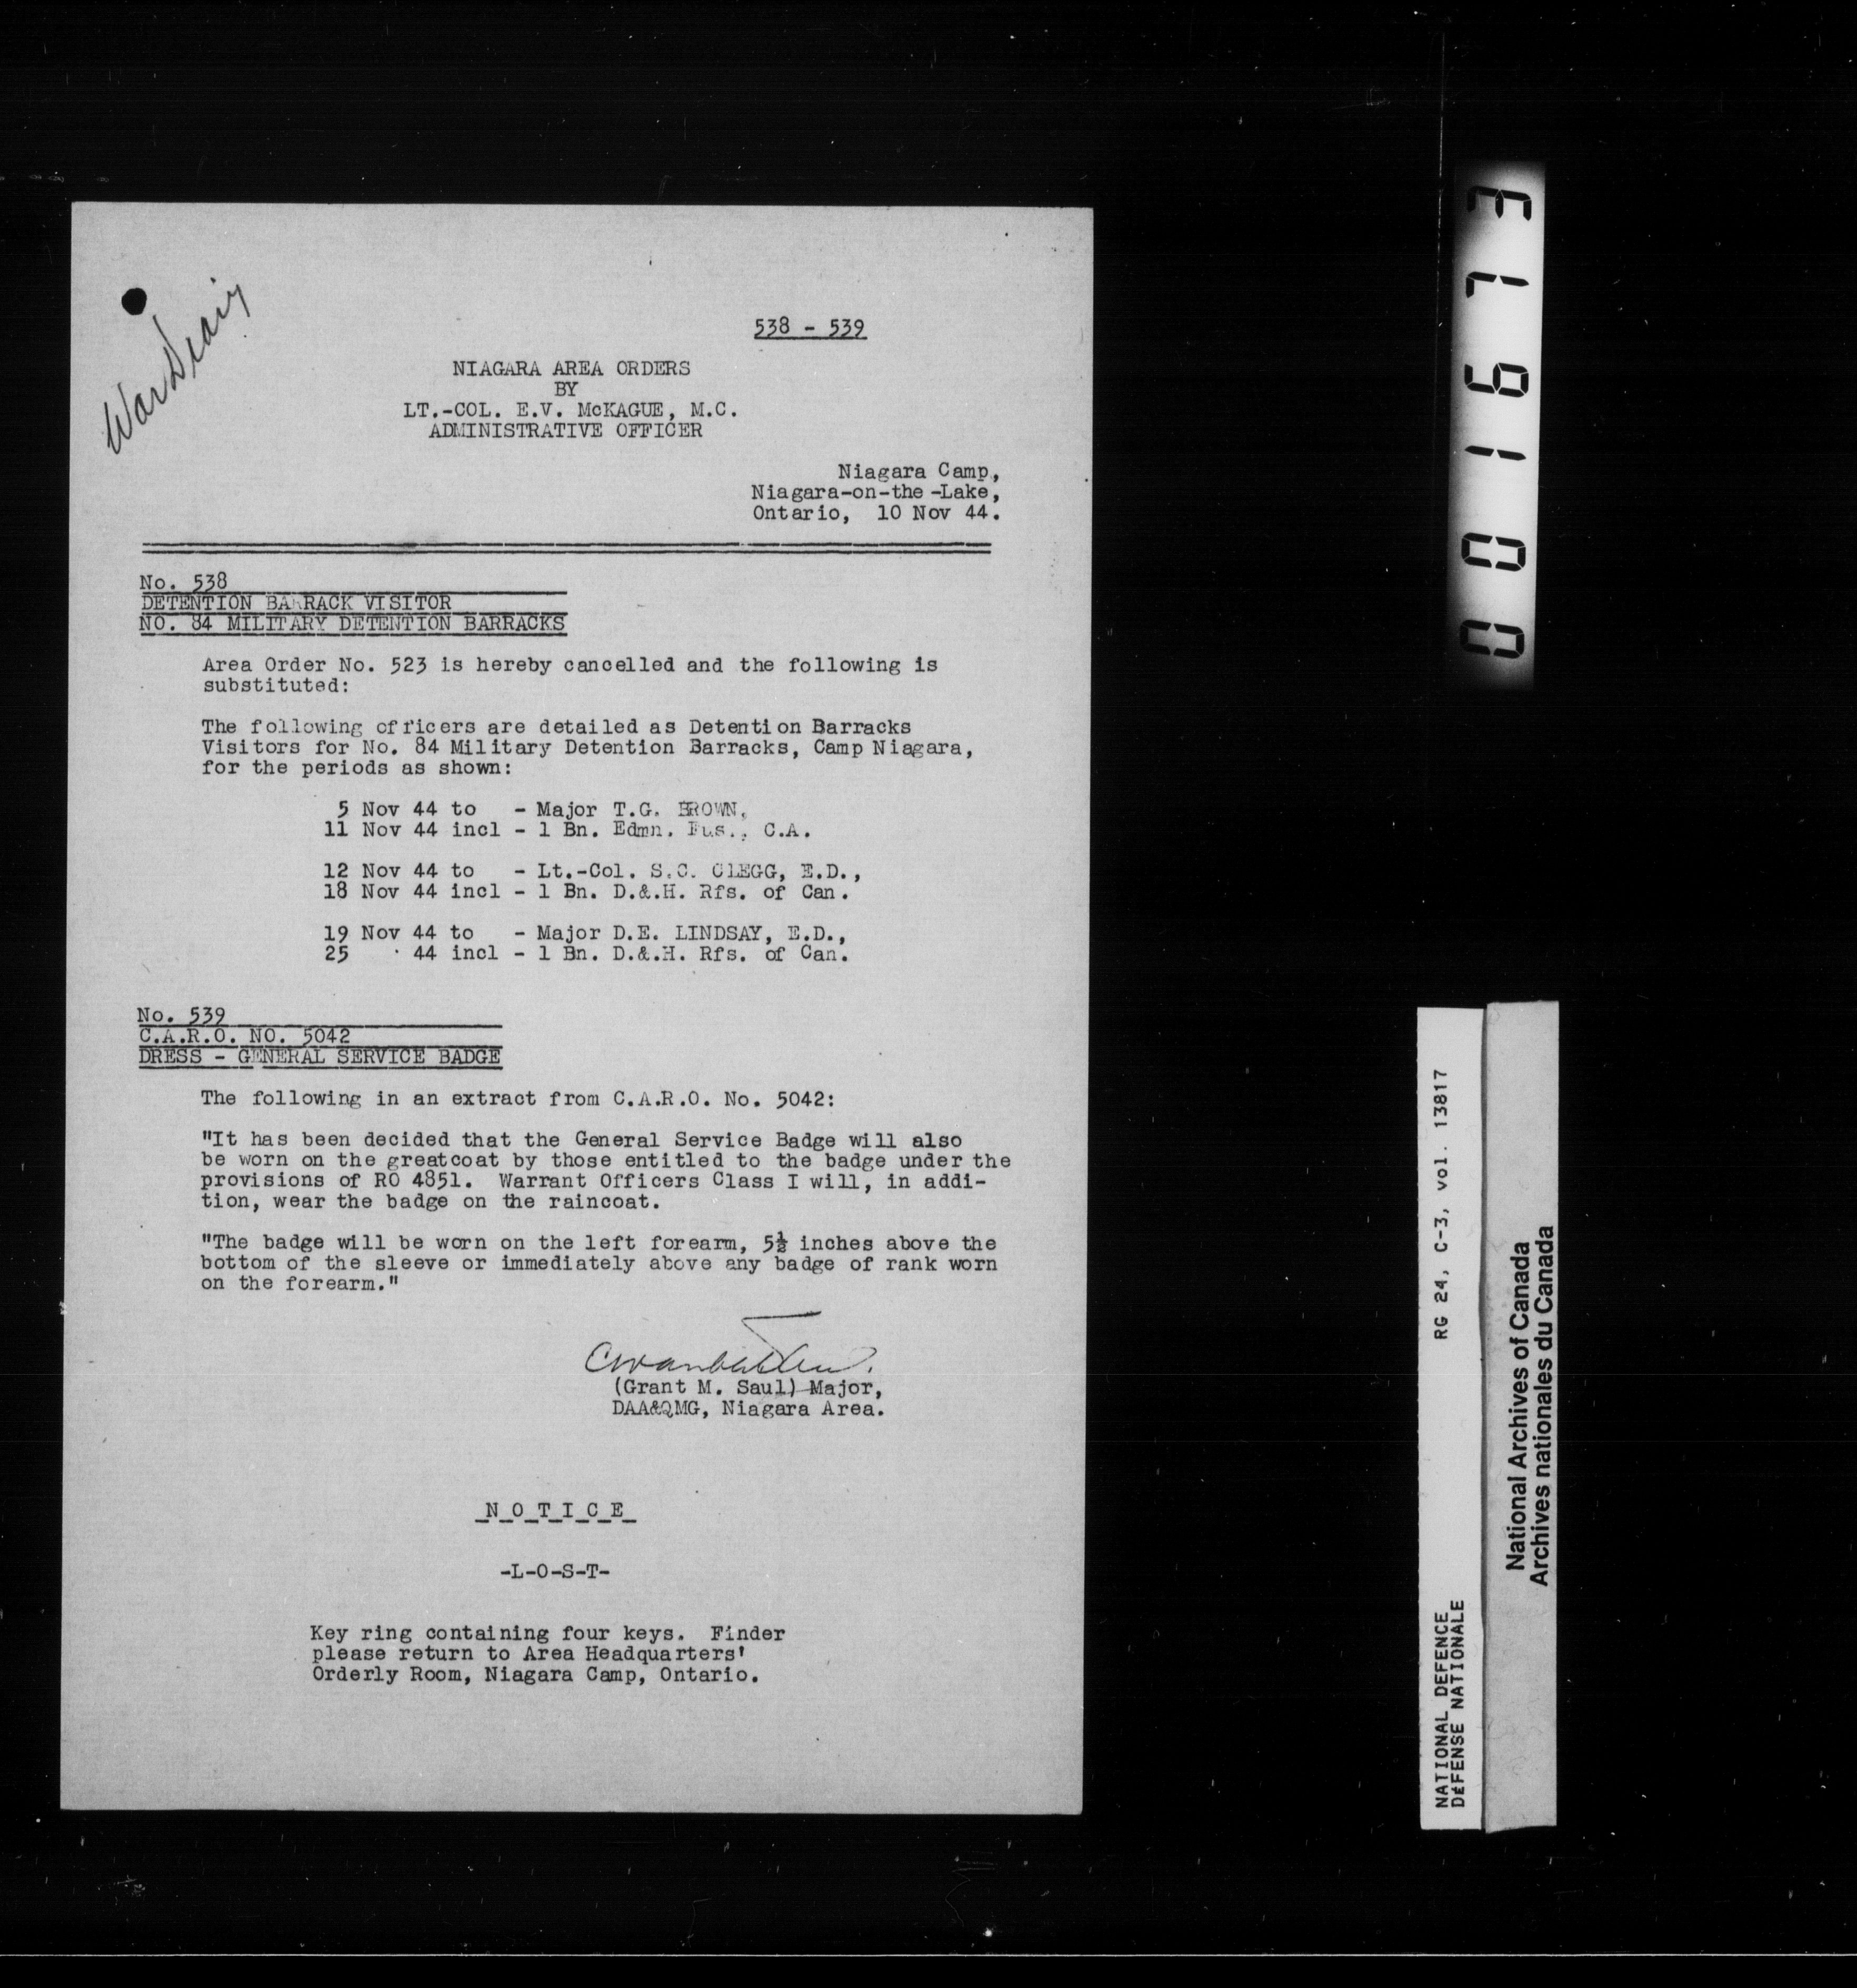 War Diary
538 - 539
NIAGARA AREA ORDERS
BY
LT.-COL. E.V. McKAGUE, M.C.
ADMINISTRATIVE OFFICER
Niagara Camp,
Niagara-on-the-Lake,
Ontario, 10 Nov 44.
No. 538
DETENTION BARRACK VISITOR
NO. 84 MILITARY DETENTION BARRACKS
Area Order No. 523 is hereby cancelled and the following is
substituted:
The following officers are detailed as Detention Barracks
Visitors for No. 84 Military Detention Barracks, Camp Niagara,
for the periods as shown:
5 Nov 44 to - Major T.G. BROWN,
11 Nov 44 incl - 1 Bn. Edmn. Fus., C.A.
12 Nov 44 to - Lt.-Col. S.C. CLEGG, E.D.,
18 Nov 44 incl - 1 Bn. D.&.H. Rfs. of Can.
19 Nov 44 to - Major D.E. LINDSAY, E.D.,
25 44 incl - 1 Bn. D.&.H. Rfs. of Can.
No. 539
C.A.R.O. NO. 5042
DRESS - GENERAL SERVICE BADGE
The following in an extract from C.A.R.O. No. 5042:
"It has been decided that the General Service Badge will also
be worn on the greatcoat by those entitled to the badge under the
provisions of RO 4851. Warrant Officers Class I will, in addi-
tion, wear the badge on the raincoat.
"The badge will be worn on the left forearm, 5½ inches above the
bottom of the sleeve or immediately above any badge of rank worn
on the forearm."
(Grant M. Saul) Major,
DAA&QMG, Niagara Area.
N O T I C E
-L-O-S-T-
Key ring containing four keys. Finder
please return to Area Headquarters'
Orderly Room, Niagara Camp, Ontario.
001673
NATIONAL DEFENCE RG 24, C-3, vol. 13817
DÉFENSE NATIONALE
National Archives of Canada
Archives nationales du Canada